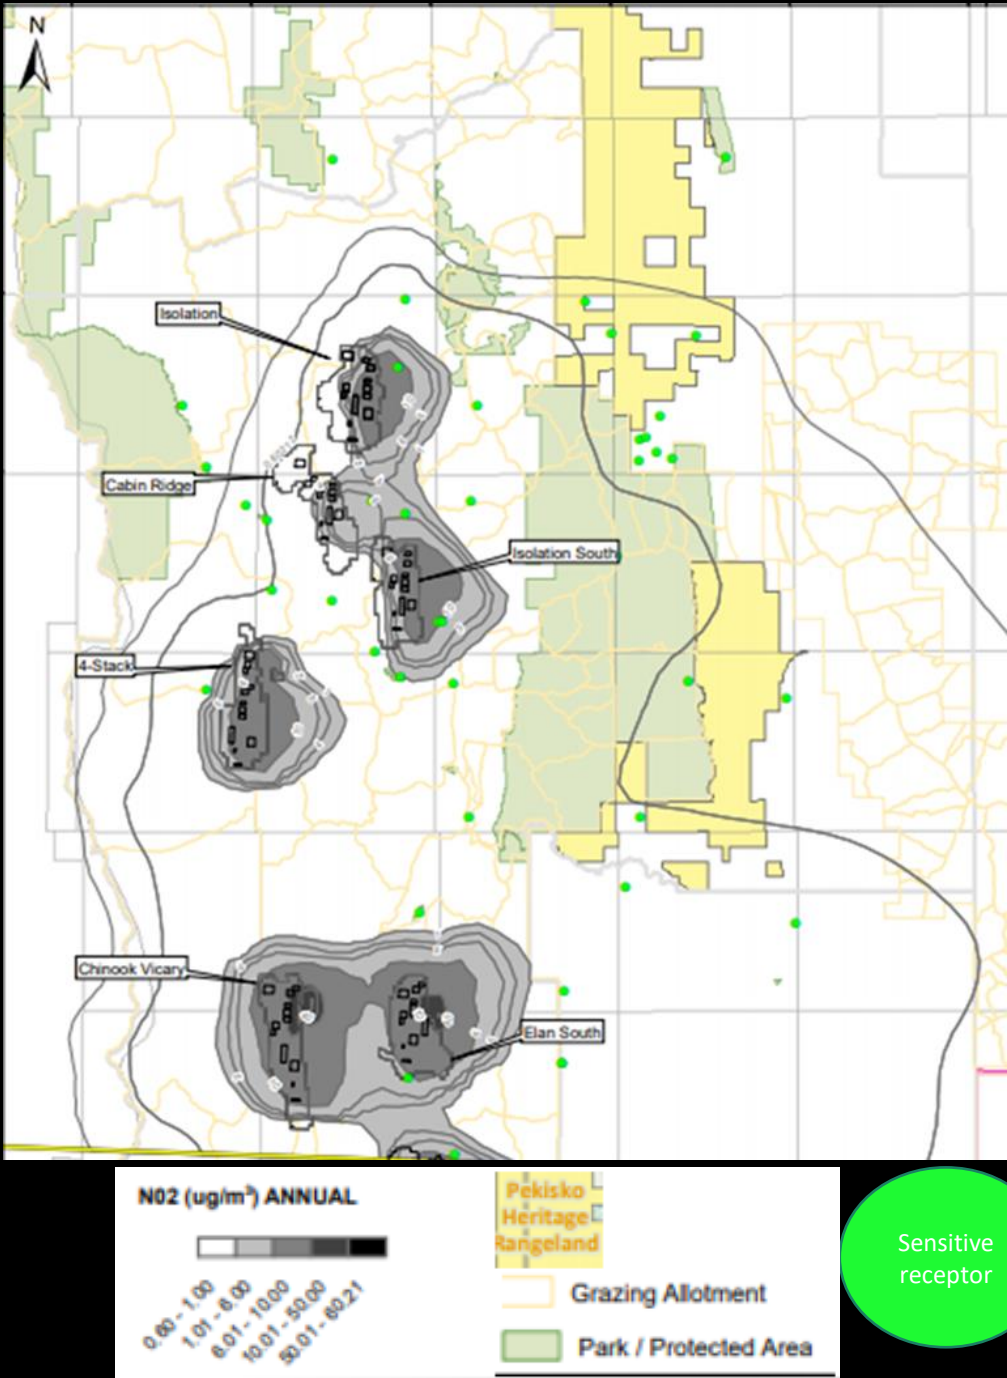 N
Isolation
Cabin Ridge
Isolation South
4-Stack
Chinook Vicary
Elan South
N02 (ug/m³) ANNUAL
0.60 - 1.00
1.01 - 6.00
6.01 - 10.00
10.01 - 50.00
50.01 - 60.21
Pekisko
Heritage
Rangeland
Grazing Allotment
Park / Protected Area
Sensitive
receptor